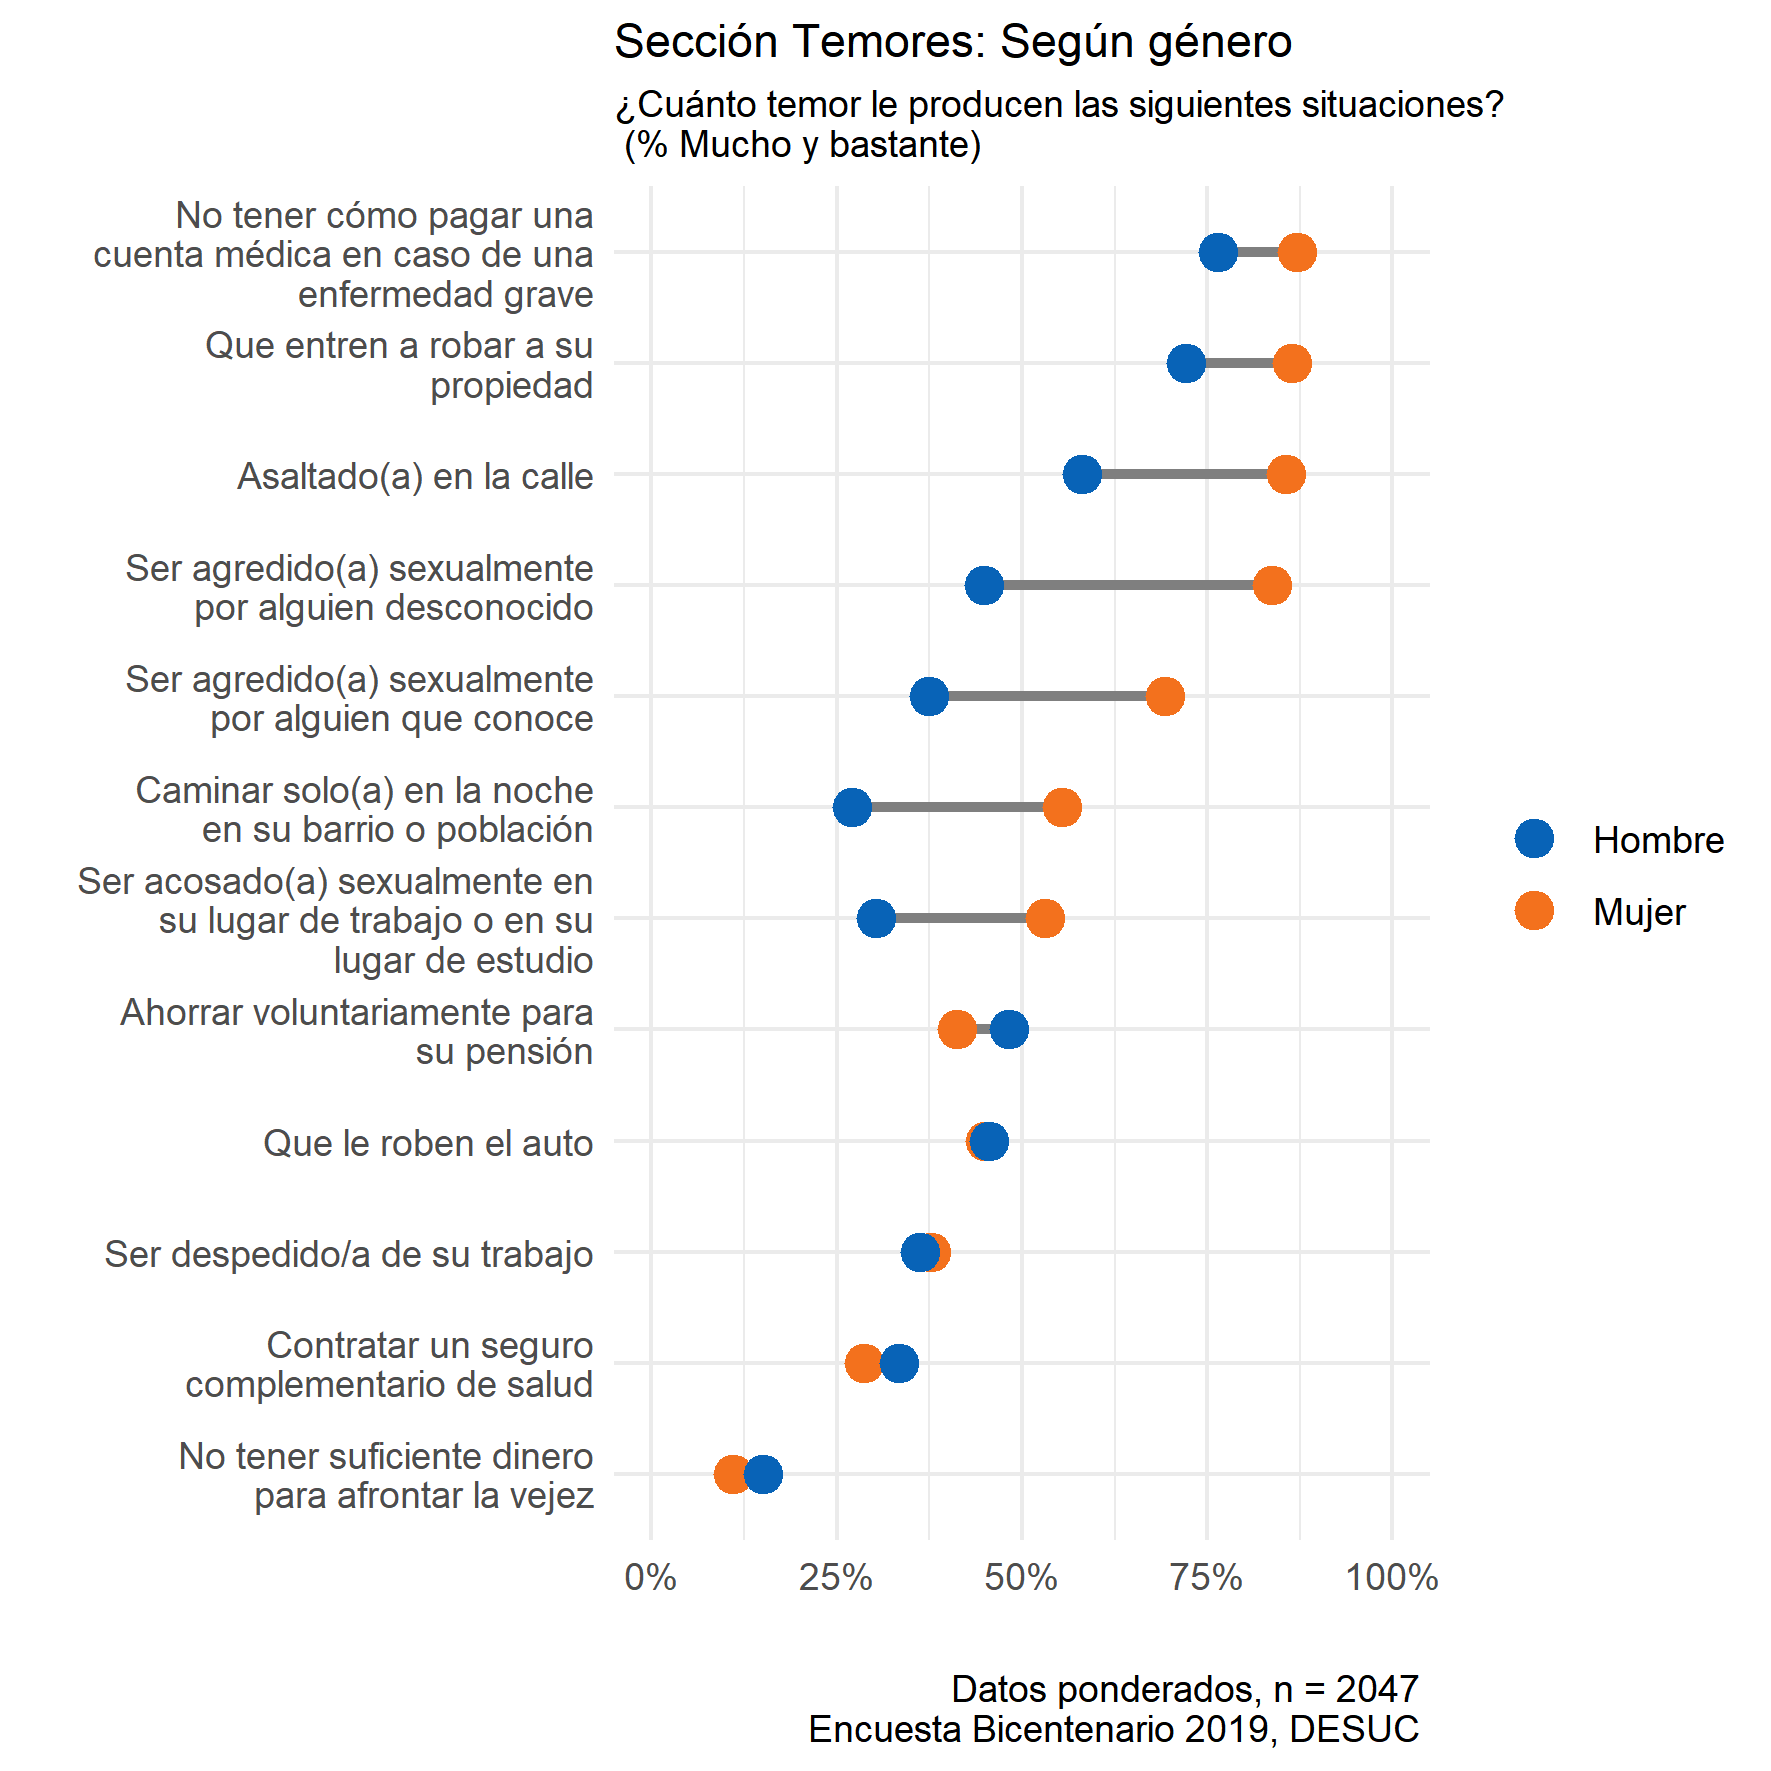 Sección Temores: Según género
¿Cuánto temor le producen las siguientes situaciones?
(% Mucho y bastante)
No tener cómo pagar una
cuenta médica en caso de una
enfermedad grave
Que entren a robar a su
propiedad
Asaltado(a) en la calle
Ser agredido(a) sexualmente
por alguien desconocido
Ser agredido(a) sexualmente
por alguien que conoce
Caminar solo(a) en la noche
en su barrio o población
Ser acosado(a) sexualmente en
su lugar de trabajo o en su
lugar de estudio
Ahorrar voluntariamente para
su pensión
Que le roben el auto
Ser despedido/a de su trabajo
Contratar un seguro
complementario de salud
No tener suficiente dinero
para afrontar la vejez
0% 25% 50% 75% 100%
Hombre
Mujer
Datos ponderados, n = 2047
Encuesta Bicentenario 2019, DESUC